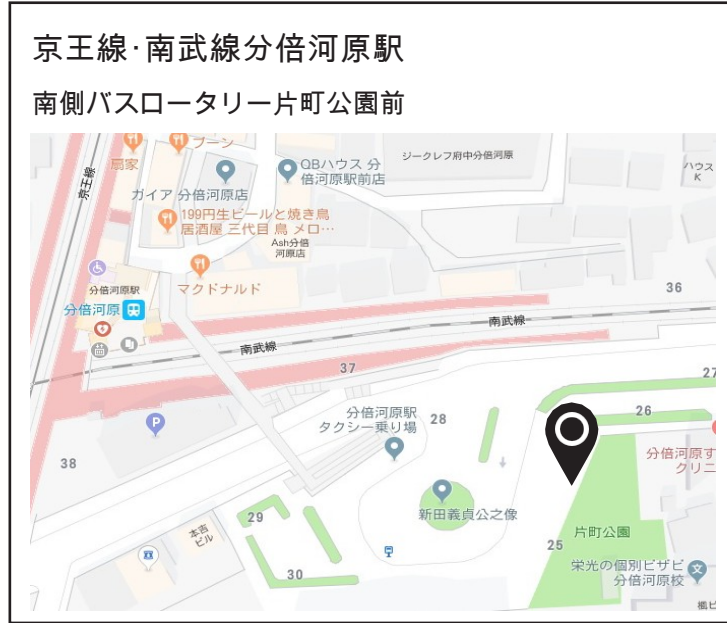 京王線·南武線分倍河原駅
南側バスロータリー片町公園前
扇家
ブーン
QBハウス 分
倍河原駅前店
ジークレフ府中分倍河原
ハウス
K
京王線
ガイア 分倍河原店
199円生ビールと焼き鳥
居酒屋 三代目 鳥 メロ…
Ash分倍
河原店
マクドナルド
分倍河原駅
分倍河原
36
南武線
南武線
37
27
26
分倍河原駅
タクシー乗り場
28
P
38
分倍河原す
クリニ
新田義貞公之像
29
本吉
ビル
片町公園
25
30
栄光の個別ビザビ
分倍河原校
文
楓ビ